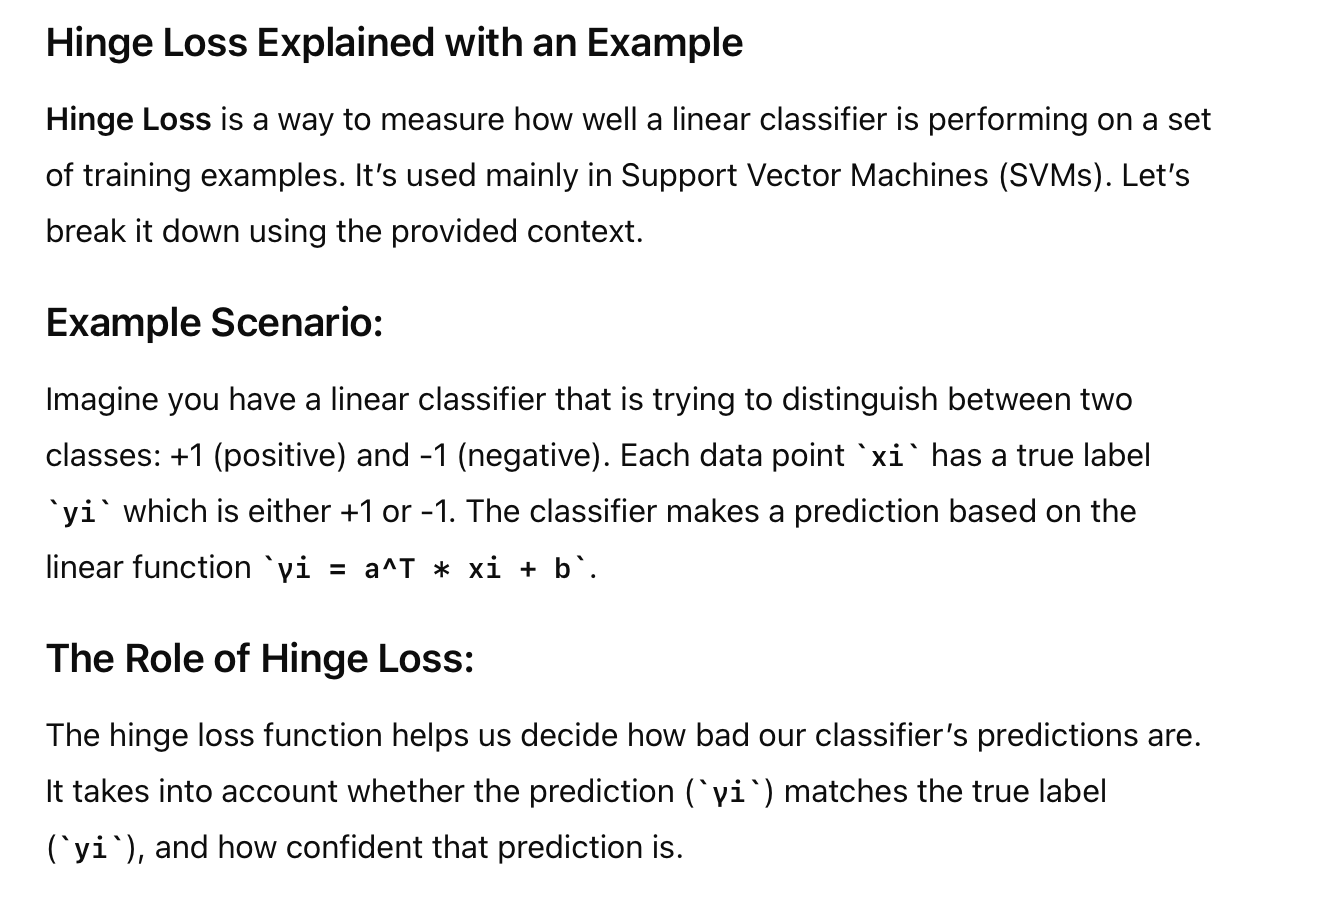 Hinge Loss Explained with an Example
Hinge Loss is a way to measure how well a linear classifier is performing on a set
of training examples. It’s used mainly in Support Vector Machines (SVMs). Let’s
break it down using the provided context.
Example Scenario:
Imagine you have a linear classifier that is trying to distinguish between two
classes: +1 (positive) and -1 (negative). Each data point `xi` has a true label
`yi` which is either +1 or -1. The classifier makes a prediction based on the
linear function `γi = a^T * xi + b`.
The Role of Hinge Loss:
The hinge loss function helps us decide how bad our classifier’s predictions are.
It takes into account whether the prediction (`γi`) matches the true label
(`yi`), and how confident that prediction is.